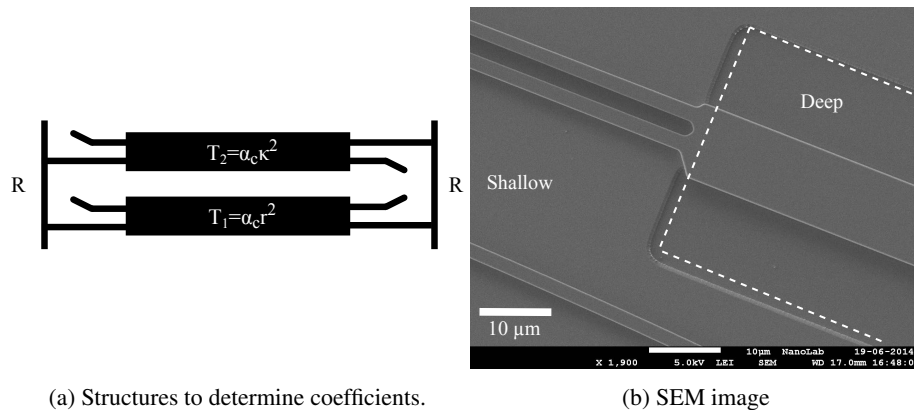 R
T₂=αcκ²
T₁=αcr²
R
Deep
Shallow
10 µm
10µm NanoLab 19-06-2014
X 1,900 5.0kV LEI SEM WD 17.0mm 16:48:0
(a) Structures to determine coefficients.
(b) SEM image